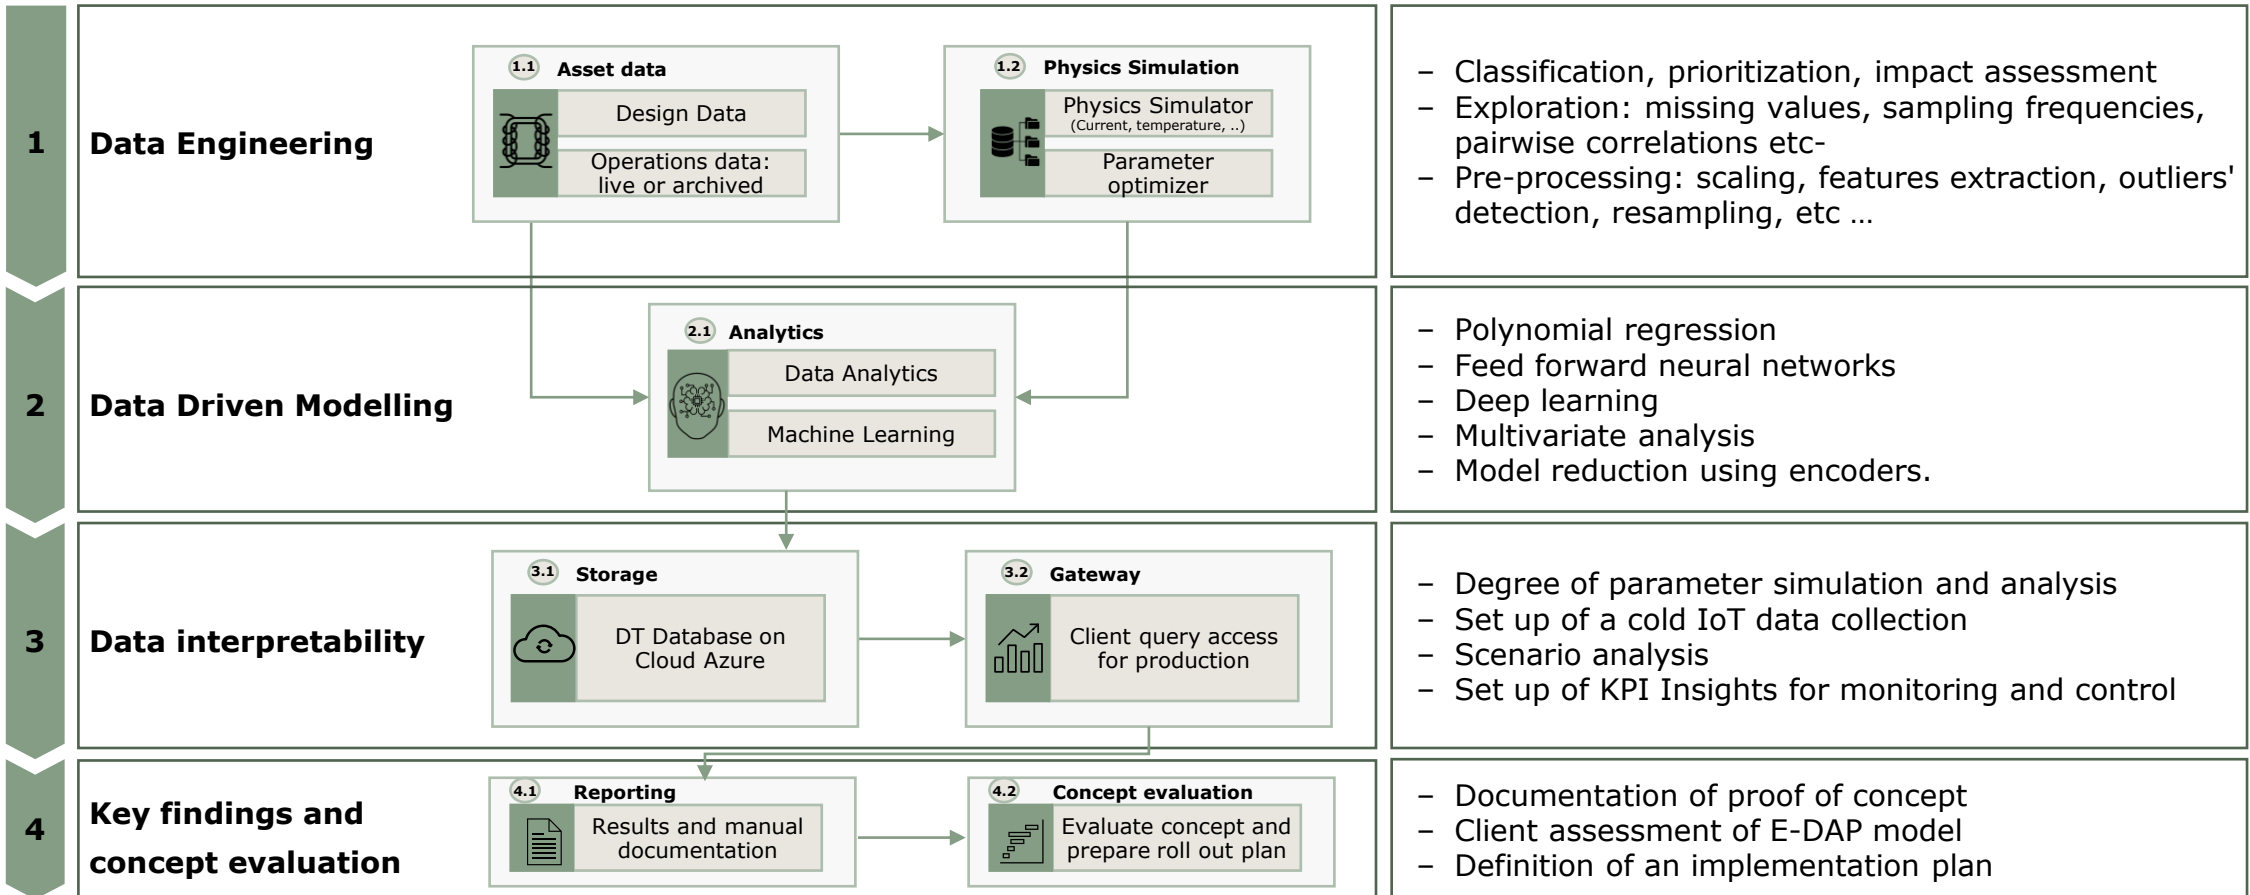 1
Data Engineering
1.1 Asset data
Design Data
Operations data:
live or archived
1.2 Physics Simulation
Physics Simulator
(Current, temperature, ..)
Parameter
optimizer
– Classification, prioritization, impact assessment
– Exploration: missing values, sampling frequencies,
pairwise correlations etc-
– Pre-processing: scaling, features extraction, outliers'
detection, resampling, etc ...
2
Data Driven Modelling
2.1 Analytics
Data Analytics
Machine Learning
– Polynomial regression
– Feed forward neural networks
– Deep learning
– Multivariate analysis
– Model reduction using encoders.
3
Data interpretability
3.1 Storage
DT Database on
Cloud Azure
3.2 Gateway
Client query access
for production
– Degree of parameter simulation and analysis
– Set up of a cold IoT data collection
– Scenario analysis
– Set up of KPI Insights for monitoring and control
4
Key findings and
concept evaluation
4.1 Reporting
Results and manual
documentation
4.2 Concept evaluation
Evaluate concept and
prepare roll out plan
– Documentation of proof of concept
– Client assessment of E-DAP model
– Definition of an implementation plan